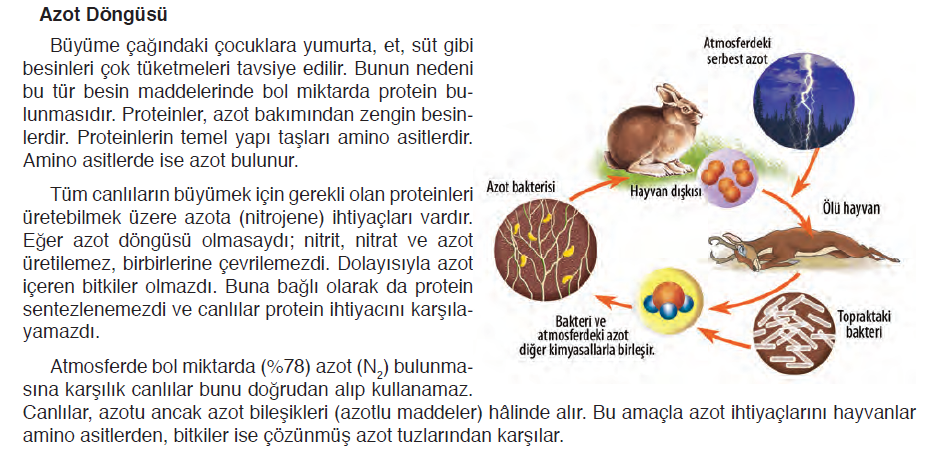 Azot Döngüsü
Büyüme çağındaki çocuklara yumurta, et, süt gibi
besinleri çok tüketmeleri tavsiye edilir. Bunun nedeni
bu tür besin maddelerinde bol miktarda protein bu-
lunmasıdır. Proteinler, azot bakımından zengin besin-
lerdir. Proteinlerin temel yapı taşları amino asitlerdir.
Amino asitlerde ise azot bulunur.
Tüm canlıların büyümek için gerekli olan proteinleri
üretebilmek üzere azota (nitrojene) ihtiyaçları vardır.
Eğer azot döngüsü olmasaydı; nitrit, nitrat ve azot
üretilemez, birbirlerine çevrilemezdi. Dolayısıyla azot
içeren bitkiler olmazdı. Buna bağlı olarak da protein
sentezlenemezdi ve canlılar protein ihtiyacını karşıla-
yamazdı.
Atmosferde bol miktarda (%78) azot (N₂) bulunma-
sına karşılık canlılar bunu doğrudan alıp kullanamaz.
Canlılar, azotu ancak azot bileşikleri (azotlu maddeler) hâlinde alır. Bu amaçla azot ihtiyaçlarını hayvanlar
amino asitlerden, bitkiler ise çözünmüş azot tuzlarından karşılar.
Atmosferdeki
serbest azot
Azot bakterisi
Hayvan dışkısı
Ölü hayvan
Bakteri ve
atmosferdeki azot
diğer kimyasallarla birleşir.
Topraktaki
bakteri